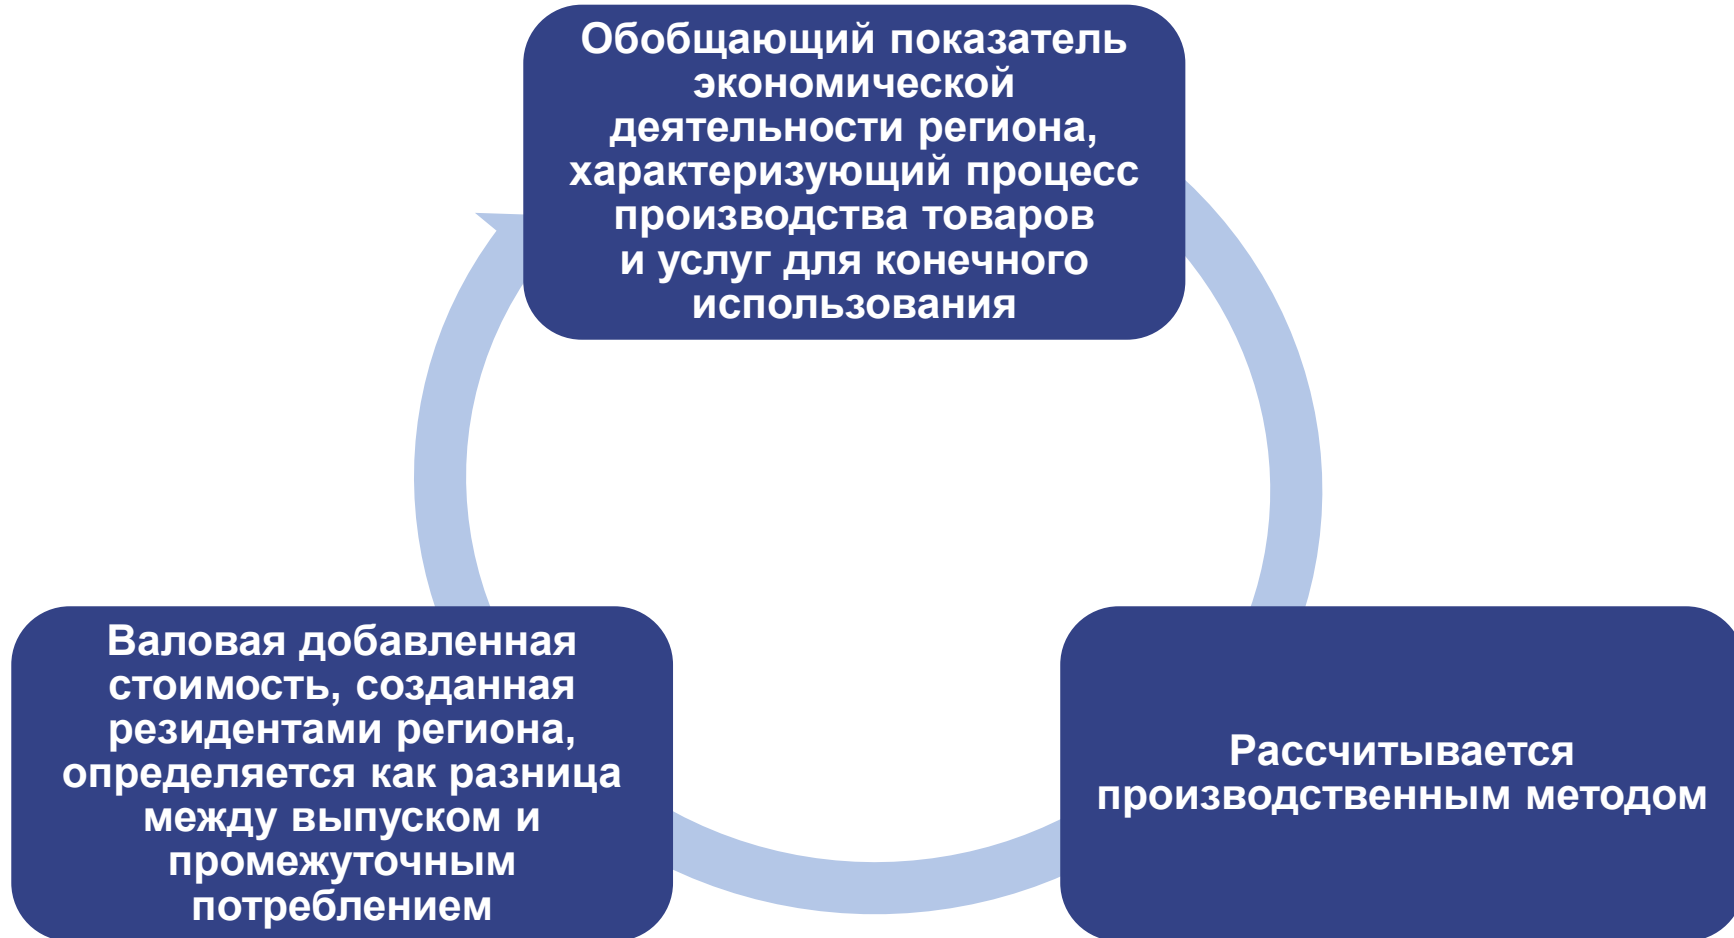 Обобщающий показатель
экономической
деятельности региона,
характеризующий процесс
производства товаров
и услуг для конечного
использования
Рассчитывается
производственным методом
Валовая добавленная
стоимость, созданная
резидентами региона,
определяется как разница
между выпуском и
промежуточным
потреблением